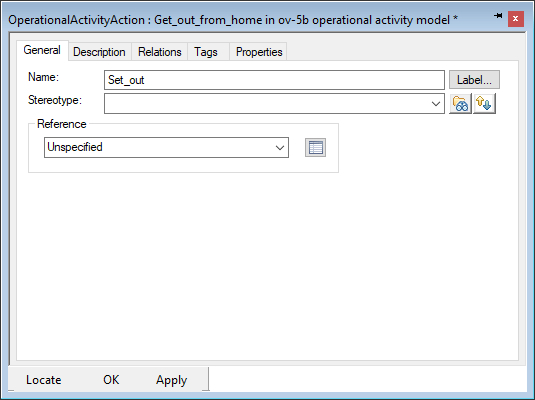 OperationalActivityAction : Get_out_from_home in ov-5b operational activity model *
General Description Relations Tags Properties
Name: Set_out Label...
Stereotype:
Reference
Unspecified
Locate OK Apply